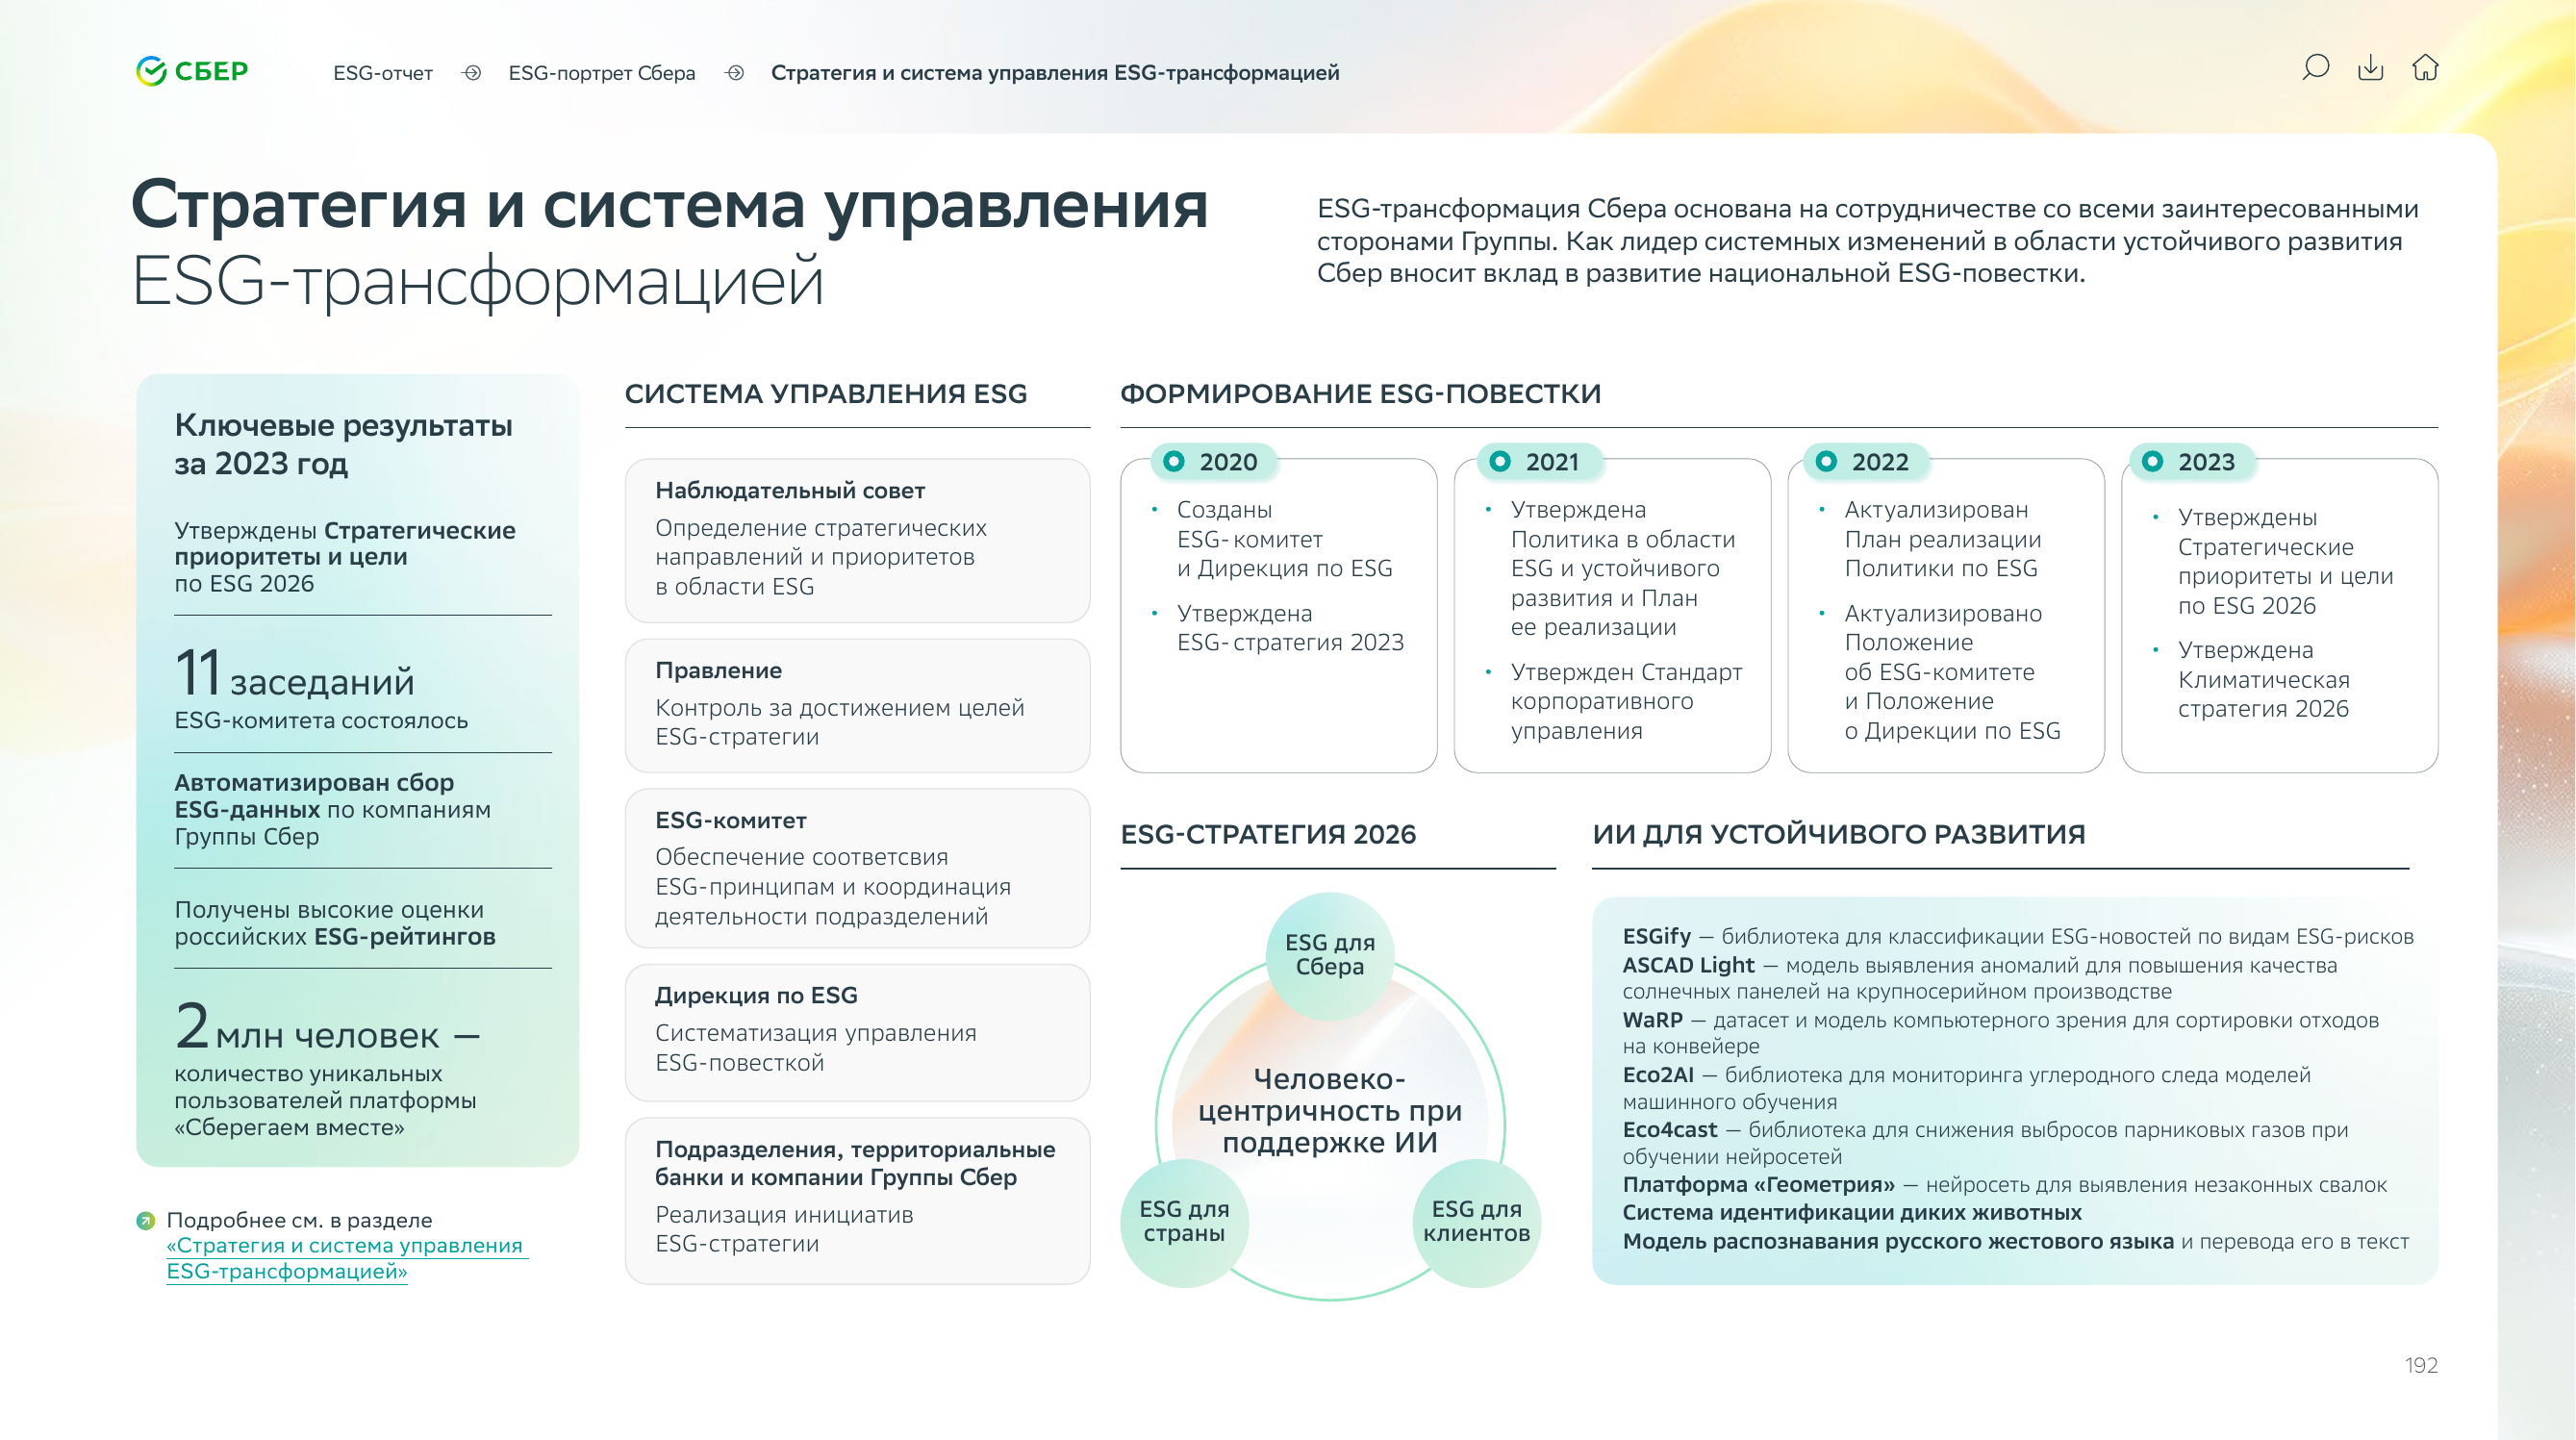 СБЕР
ESG-отчет
ESG-портрет Сбера
Стратегия и система управления ESG-трансформацией
Стратегия и система управления
ESG-трансформацией
ESG-трансформация Сбера основана на сотрудничестве со всеми заинтересованными
сторонами Группы. Как лидер системных изменений в области устойчивого развития
Сбер вносит вклад в развитие национальной ESG-повестки.
Ключевые результаты
за 2023 год
Утверждены Стратегические
приоритеты и цели
по ESG 2026
11 заседаний
ESG-комитета состоялось
Автоматизирован сбор
ESG-данных по компаниям
Группы Сбер
Получены высокие оценки
российских ESG-рейтингов
2 млн человек —
количество уникальных
пользователей платформы
«Сберегаем вместе»
Подробнее см. в разделе
«Стратегия и система управления
ESG-трансформацией»
СИСТЕМА УПРАВЛЕНИЯ ESG
Наблюдательный совет
Определение стратегических
направлений и приоритетов
в области ESG
Правление
Контроль за достижением целей
ESG-стратегии
ESG-комитет
Обеспечение соответсвия
ESG-принципам и координация
деятельности подразделений
Дирекция по ESG
Систематизация управления
ESG-повесткой
Подразделения, территориальные
банки и компании Группы Сбер
Реализация инициатив
ESG-стратегии
ФОРМИРОВАНИЕ ESG-ПОВЕСТКИ
2020
• Созданы
ESG-комитет
и Дирекция по ESG
• Утверждена
ESG-стратегия 2023
2021
• Утверждена
Политика в области
ESG и устойчивого
развития и План
ее реализации
• Утвержден Стандарт
корпоративного
управления
2022
• Актуализирован
План реализации
Политики по ESG
• Актуализировано
Положение
об ESG-комитете
и Положение
о Дирекции по ESG
2023
• Утверждены
Стратегические
приоритеты и цели
по ESG 2026
• Утверждена
Климатическая
стратегия 2026
ESG-СТРАТЕГИЯ 2026
ESG для
Сбера
Человеко-
центричность при
поддержке ИИ
ESG для
страны
ESG для
клиентов
ИИ ДЛЯ УСТОЙЧИВОГО РАЗВИТИЯ
ESGify — библиотека для классификации ESG-новостей по видам ESG-рисков
ASCAD Light — модель выявления аномалий для повышения качества
солнечных панелей на крупносерийном производстве
WaRP — датасет и модель компьютерного зрения для сортировки отходов
на конвейере
Eco2AI — библиотека для мониторинга углеродного следа моделей
машинного обучения
Eco4cast — библиотека для снижения выбросов парниковых газов при
обучении нейросетей
Платформа «Геометрия» — нейросеть для выявления незаконных свалок
Система идентификации диких животных
Модель распознавания русского жестового языка и перевода его в текст
192